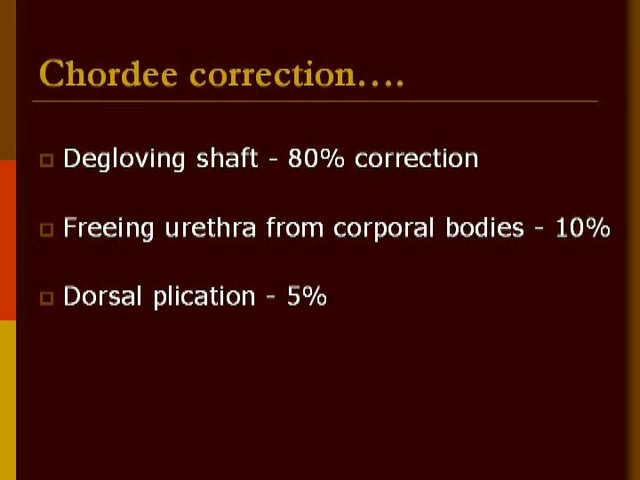 Chordee correction....
Degloving shaft - 80% correction
Freeing urethra from corporal bodies - 10%
Dorsal plication - 5%